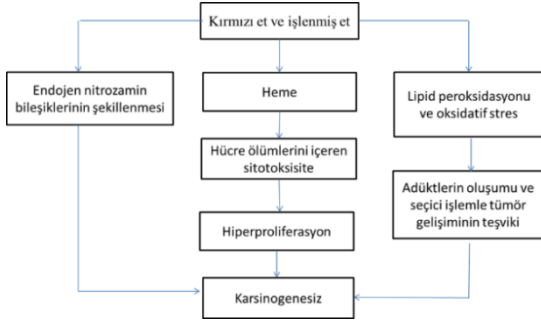 Kırmızı et ve işlenmiş et
Endojen nitrozamin
bileşiklerinin şekillenmesi
Heme
Lipid peroksidasyonu
ve oksidatif stres
Hücre ölümlerini içeren
sitotoksisite
Adüktlerin oluşumu ve
seçici işlemle tümör
gelişiminin teşviki
Hiperproliferasyon
Karsinogenesiz